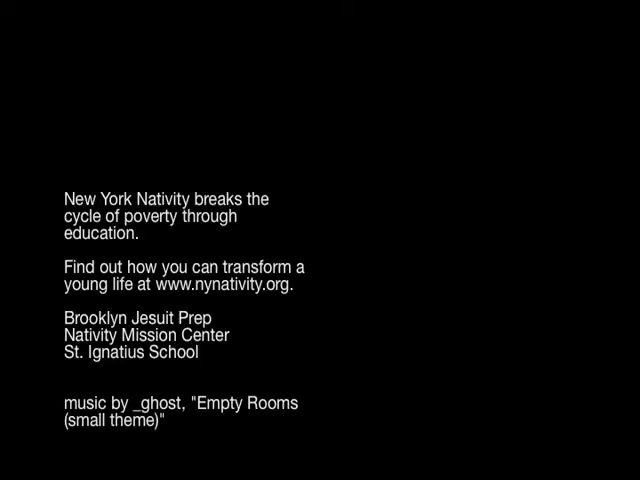 New York Nativity breaks the
cycle of poverty through
education.
Find out how you can transform a
young life at www.nynativity.org.
Brooklyn Jesuit Prep
Nativity Mission Center
St. Ignatius School
music by _ghost, "Empty Rooms
(small theme)"